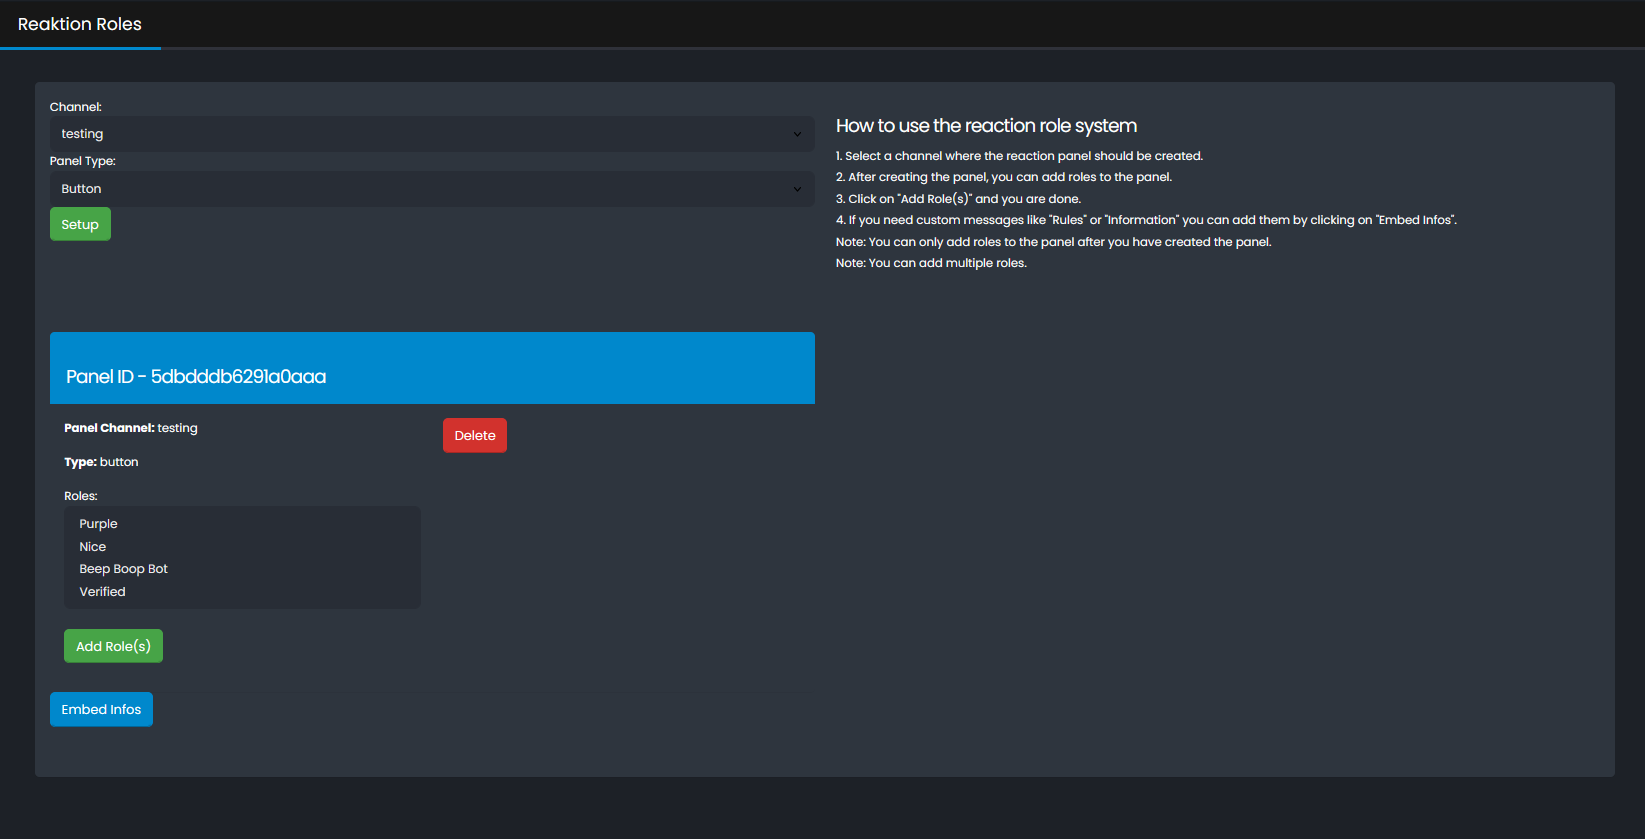 Reaktion Roles
Channel:
testing
Panel Type:
Button
Setup
How to use the reaction role system
1. Select a channel where the reaction panel should be created.
2. After creating the panel, you can add roles to the panel.
3. Click on "Add Role(s)" and you are done.
4. If you need custom messages like "Rules" or "Information" you can add them by clicking on "Embed Infos".
Note: You can only add roles to the panel after you have created the panel.
Note: You can add multiple roles.
Panel ID - 5dbdddb6291a0aaa
Panel Channel: testing
Delete
Type: button
Roles:
Purple
Nice
Beep Boop Bot
Verified
Add Role(s)
Embed Infos